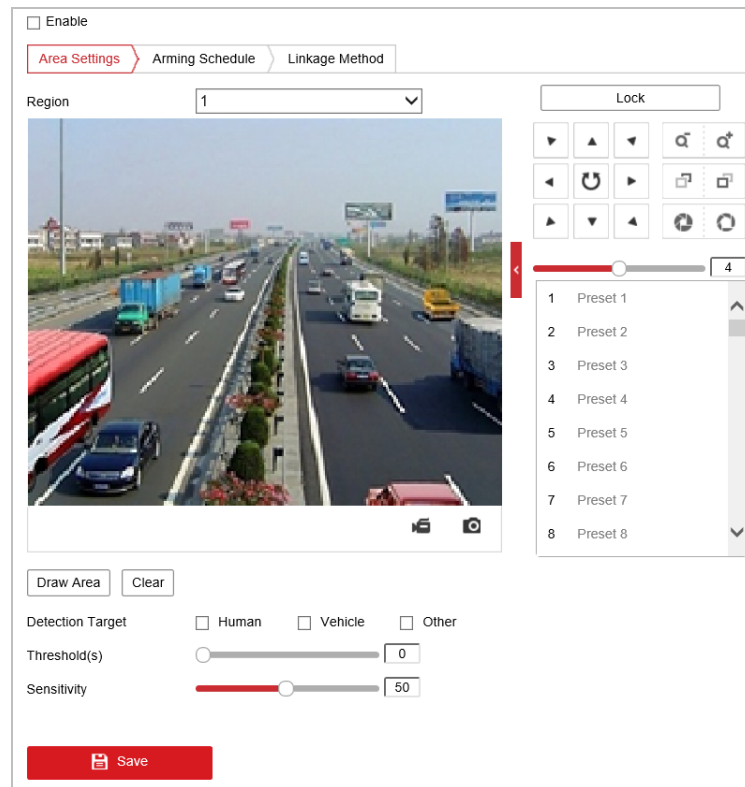 Enable
Area Settings Arming Schedule Linkage Method
Region 1
Lock
4
1 Preset 1
2 Preset 2
3 Preset 3
4 Preset 4
5 Preset 5
6 Preset 6
7 Preset 7
8 Preset 8
Draw Area Clear
Detection Target Human Vehicle Other
Threshold(s) 0
Sensitivity 50
Save